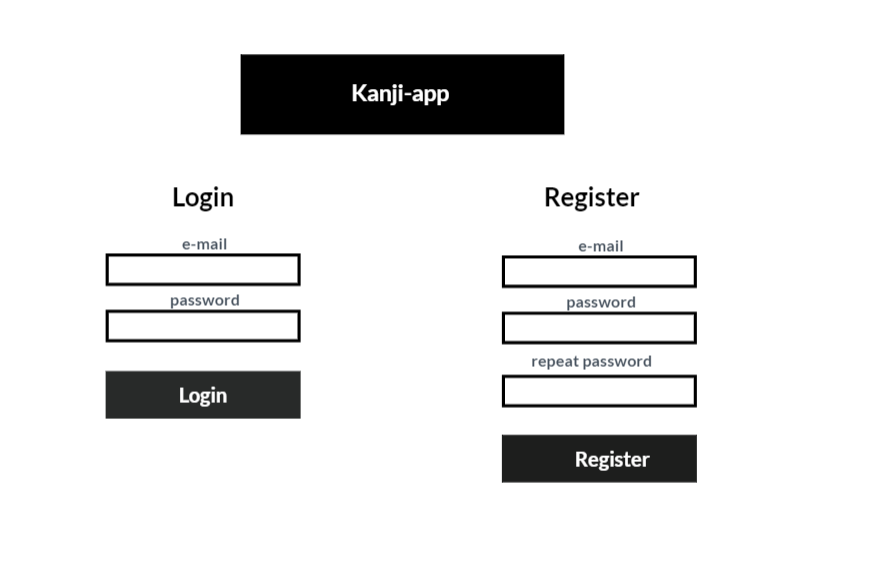 Kanji-app
Login
e-mail
password
Login
Register
e-mail
password
repeat password
Register